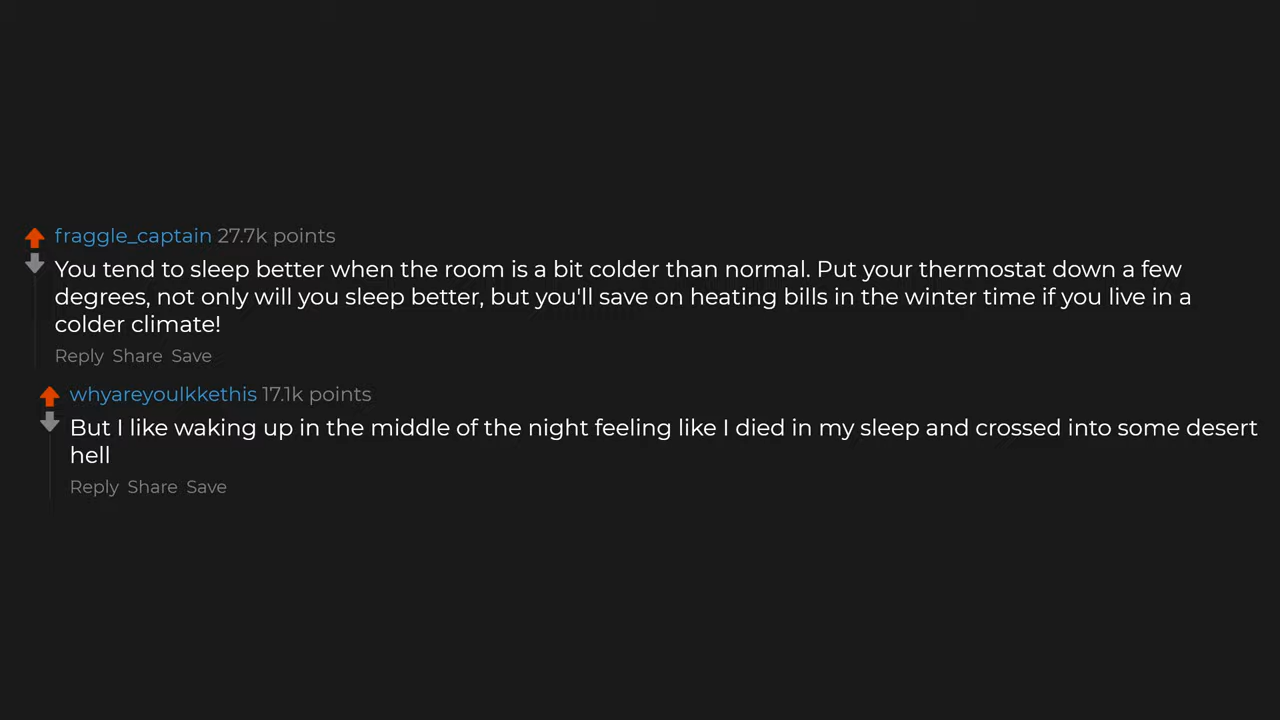 fraggle_captain 27.7k points
You tend to sleep better when the room is a bit colder than normal. Put your thermostat down a few
degrees, not only will you sleep better, but you'll save on heating bills in the winter time if you live in a
colder climate!
Reply Share Save
whyareyoulkkethis 17.1k points
But I like waking up in the middle of the night feeling like I died in my sleep and crossed into some desert
hell
Reply Share Save